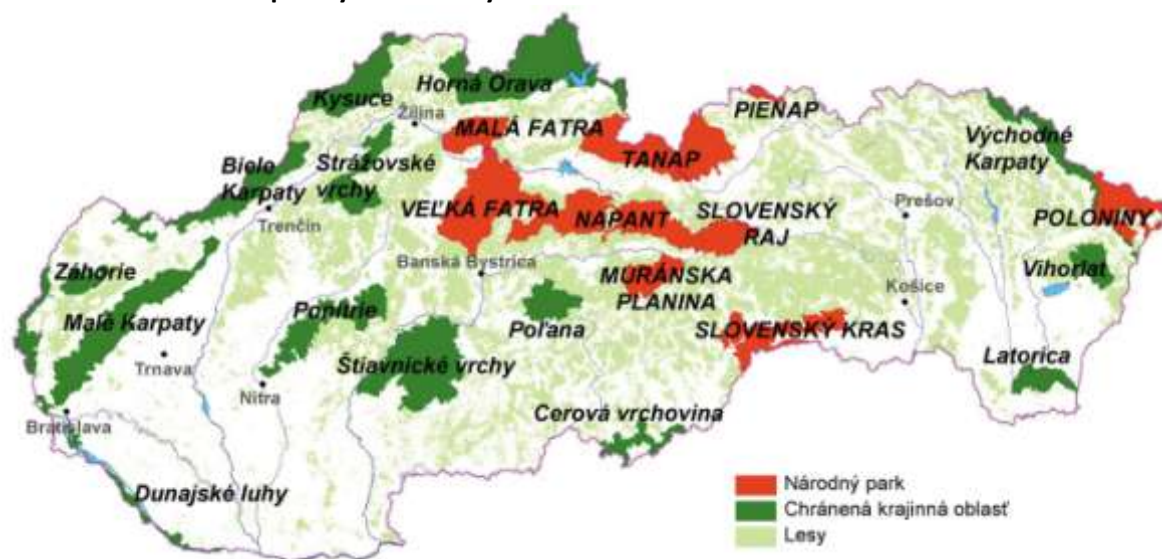 Horná Orava
Kysuce
Žilina
MALÁ FATRA
PIENAP
TANAP
Východné
Karpaty
Biele
Karpaty
Strážovské
vrchy
Trenčín
VEĽKÁ FATRA
NAPANT
SLOVENSKÝ
RAJ
Prešov
POLONINY
Záhorie
Banská Bystrica
MURÁNSKA
PLANINA
Vihorlat
Malé Karpaty
Ponitrie
Poľana
Košice
SLOVENSKÝ KRAS
Trnava
Nitra
Štiavnické vrchy
Latorica
Bratislava
Cerová vrchovina
Dunajské luhy
Národný park
Chránená krajinná oblasť
Lesy